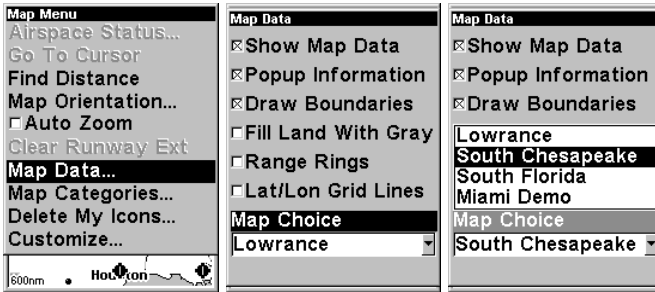 Map Menu
Airspace Status...
Go To Cursor
Find Distance
Map Orientation...
Auto Zoom
Clear Runway Ext
Map Data...
Map Categories...
Delete My Icons...
Customize...
600nm
Map Data
Show Map Data
Popup Information
Draw Boundaries
Fill Land With Gray
Range Rings
Lat/Lon Grid Lines
Map Choice
Lowrance
Map Data
Show Map Data
Popup Information
Draw Boundaries
Lowrance
South Chesapeake
South Florida
Miami Demo
Map Choice
South Chesapeake